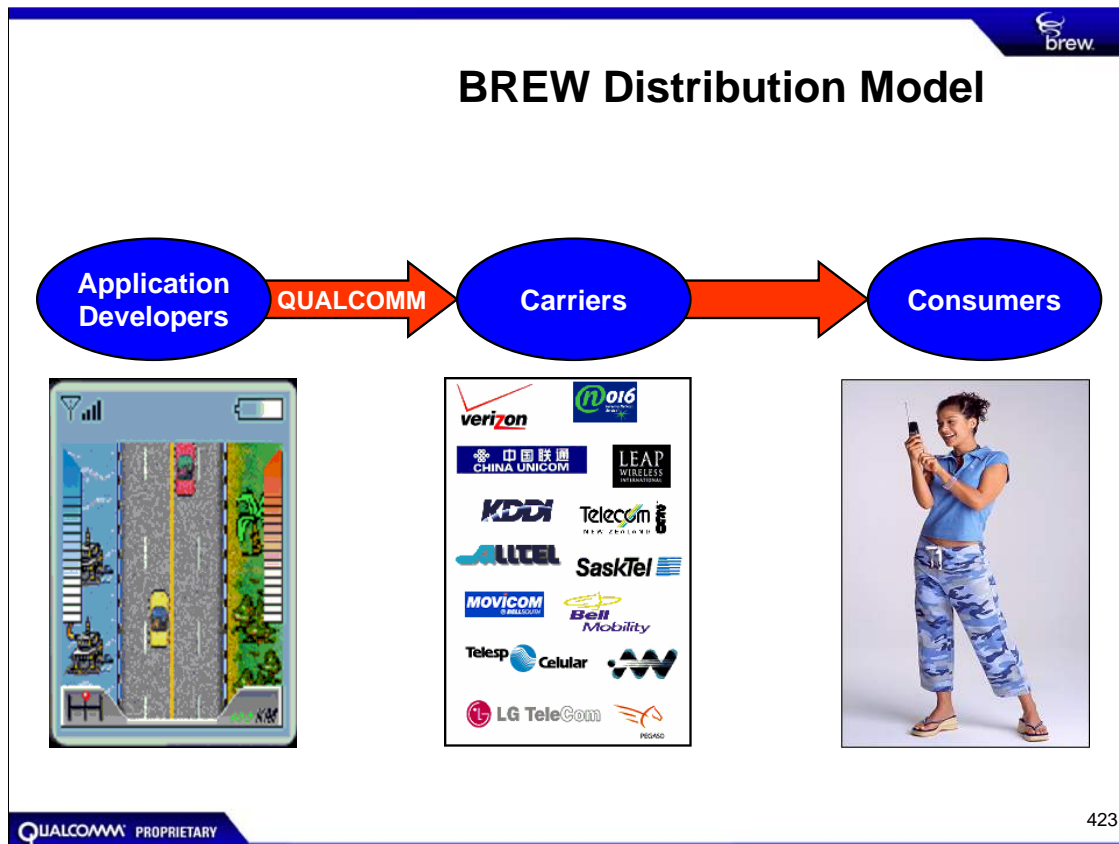 brew
BREW Distribution Model
Application
Developers
QUALCOMM
Carriers
Consumers
verizon
016
中国联通
CHINA UNICOM
LEAP
WIRELESS
INTERNATIONAL
KDDI
Telecom
NEW ZEALAND
ALLTEL
SaskTel
MOVICOM
BELLSOUTH
Bell
Mobility
Telesp Celular
LG TeleCom
PEGASO
KM
QUALCOMM PROPRIETARY
423